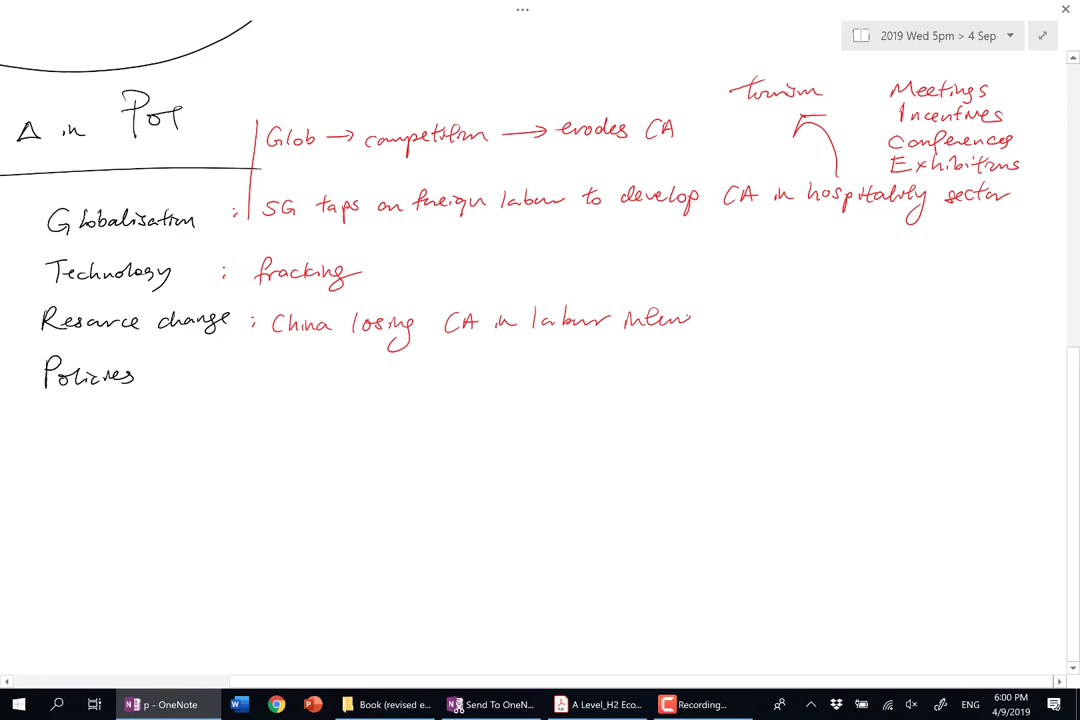 2019 Wed 5pm > 4 Sep
Δ in PoT
Glob → competition → erodes CA
tourism
Meetings
Incentives
Conferences
Exhibitions
Globalisation : SG taps on foreign labour to develop CA in hospitality sector
Technology : fracking
Resource change : China losing CA in labour inten
Policies
p - OneNote
Book (revised e...
Send To OneN...
A Level_H2 Eco...
Recording...
ENG
6:00 PM
4/9/2019